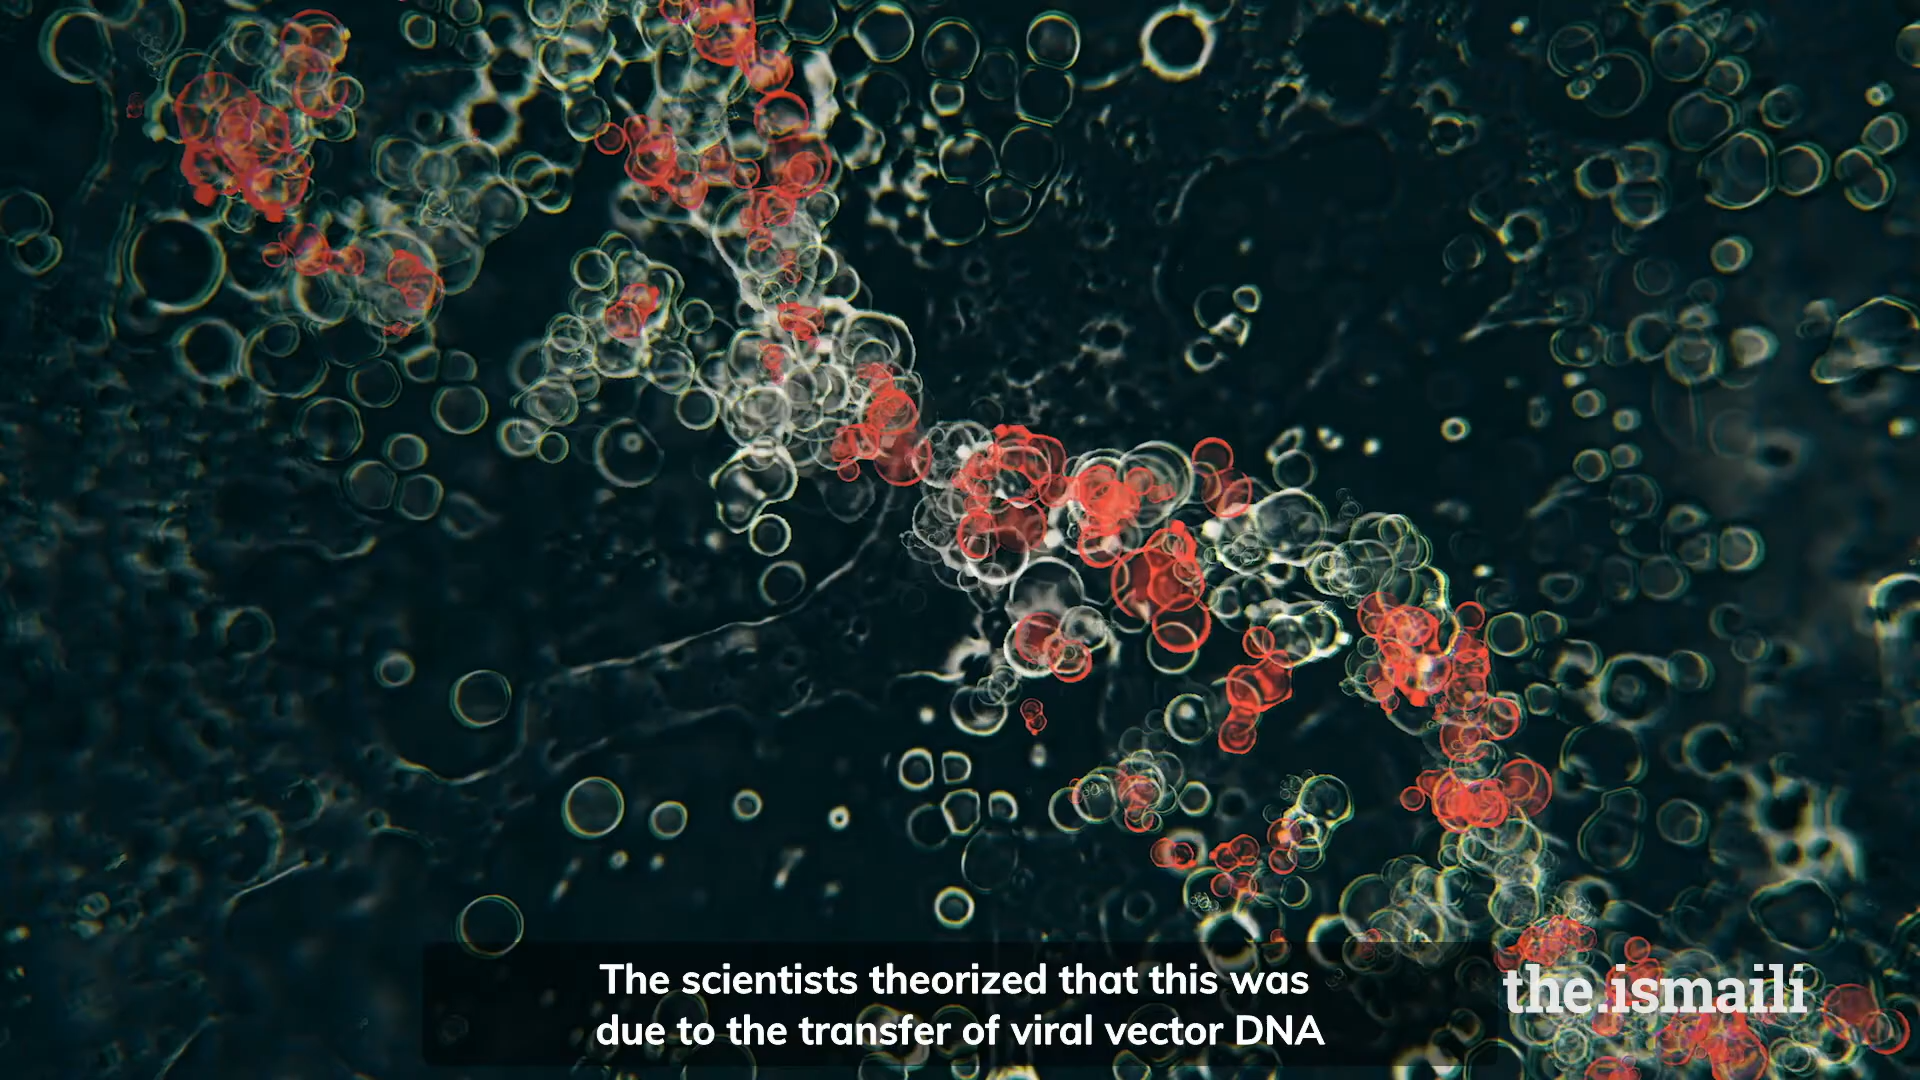 The scientists theorized that this was
due to the transfer of viral vector DNA
the.ismaili